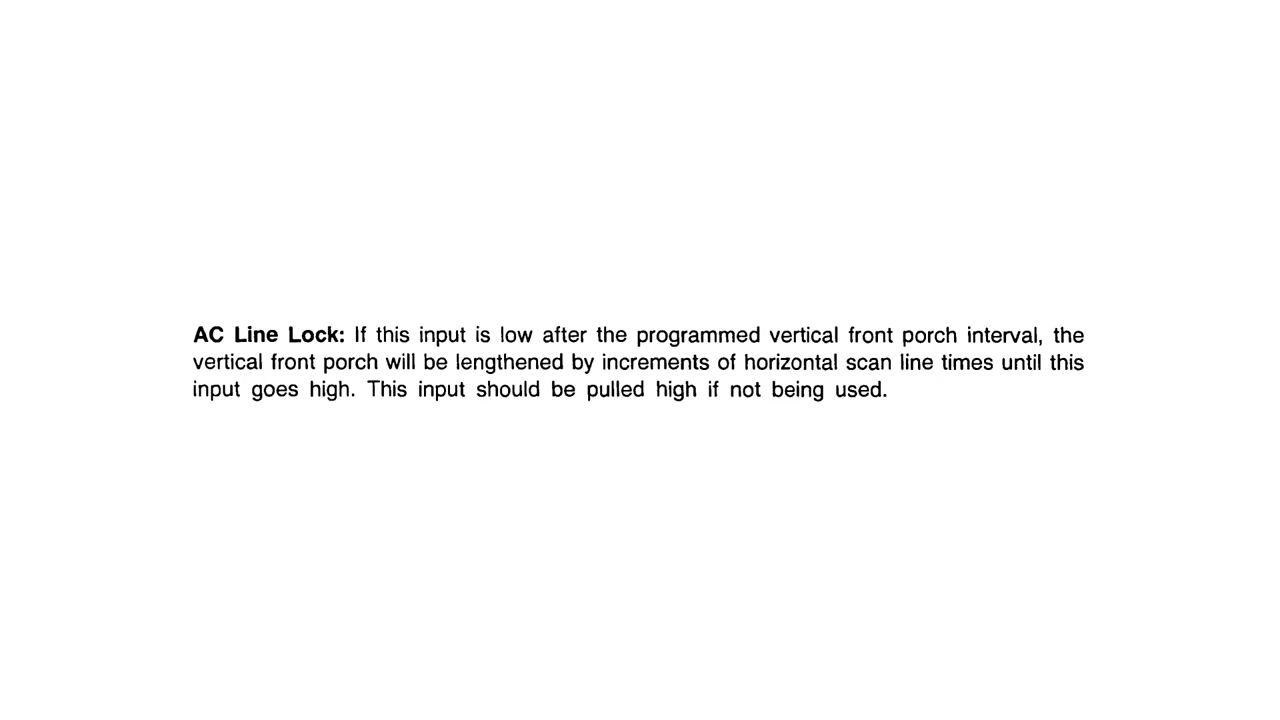 AC Line Lock: If this input is low after the programmed vertical front porch interval, the
vertical front porch will be lengthened by increments of horizontal scan line times until this
input goes high. This input should be pulled high if not being used.